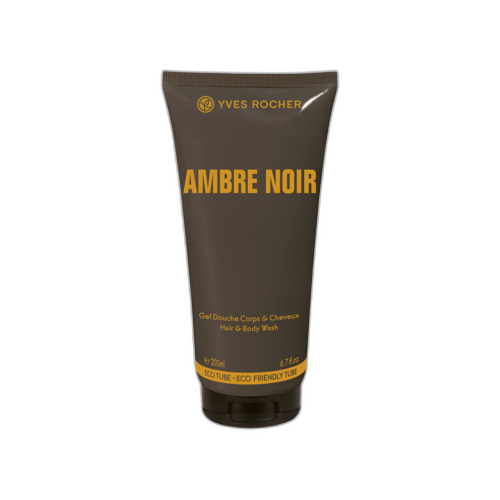 YVES ROCHER
AMBRE NOIR
Gel Douche Corps & Cheveux
Hair & Body Wash
℮ 200ml 6.7 fl.oz.
ECO TUBE • ECO FRIENDLY TUBE